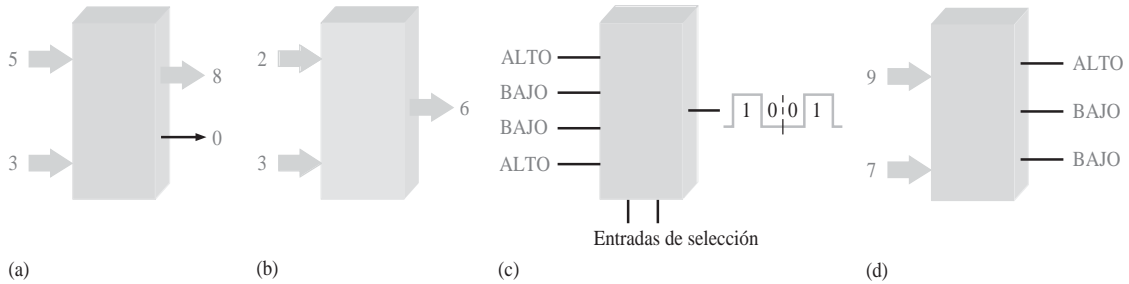 5
3
8
0
2
3
6
ALTO
BAJO
BAJO
ALTO
1 0 0 1
Entradas de selección
9
7
ALTO
BAJO
BAJO
(a)
(b)
(c)
(d)